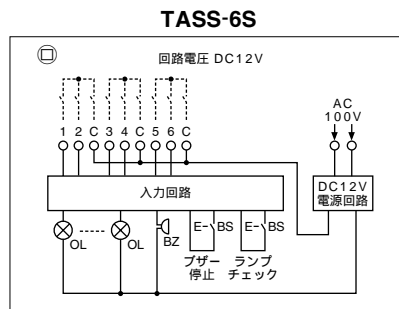 TASS-6S
回路電圧 DC12V
AC
100V
1 2 C 3 4 C 5 6 C
入力回路
DC12V
電源回路
OL OL BZ E BS E BS
ブザー
停止
ランプ
チェック